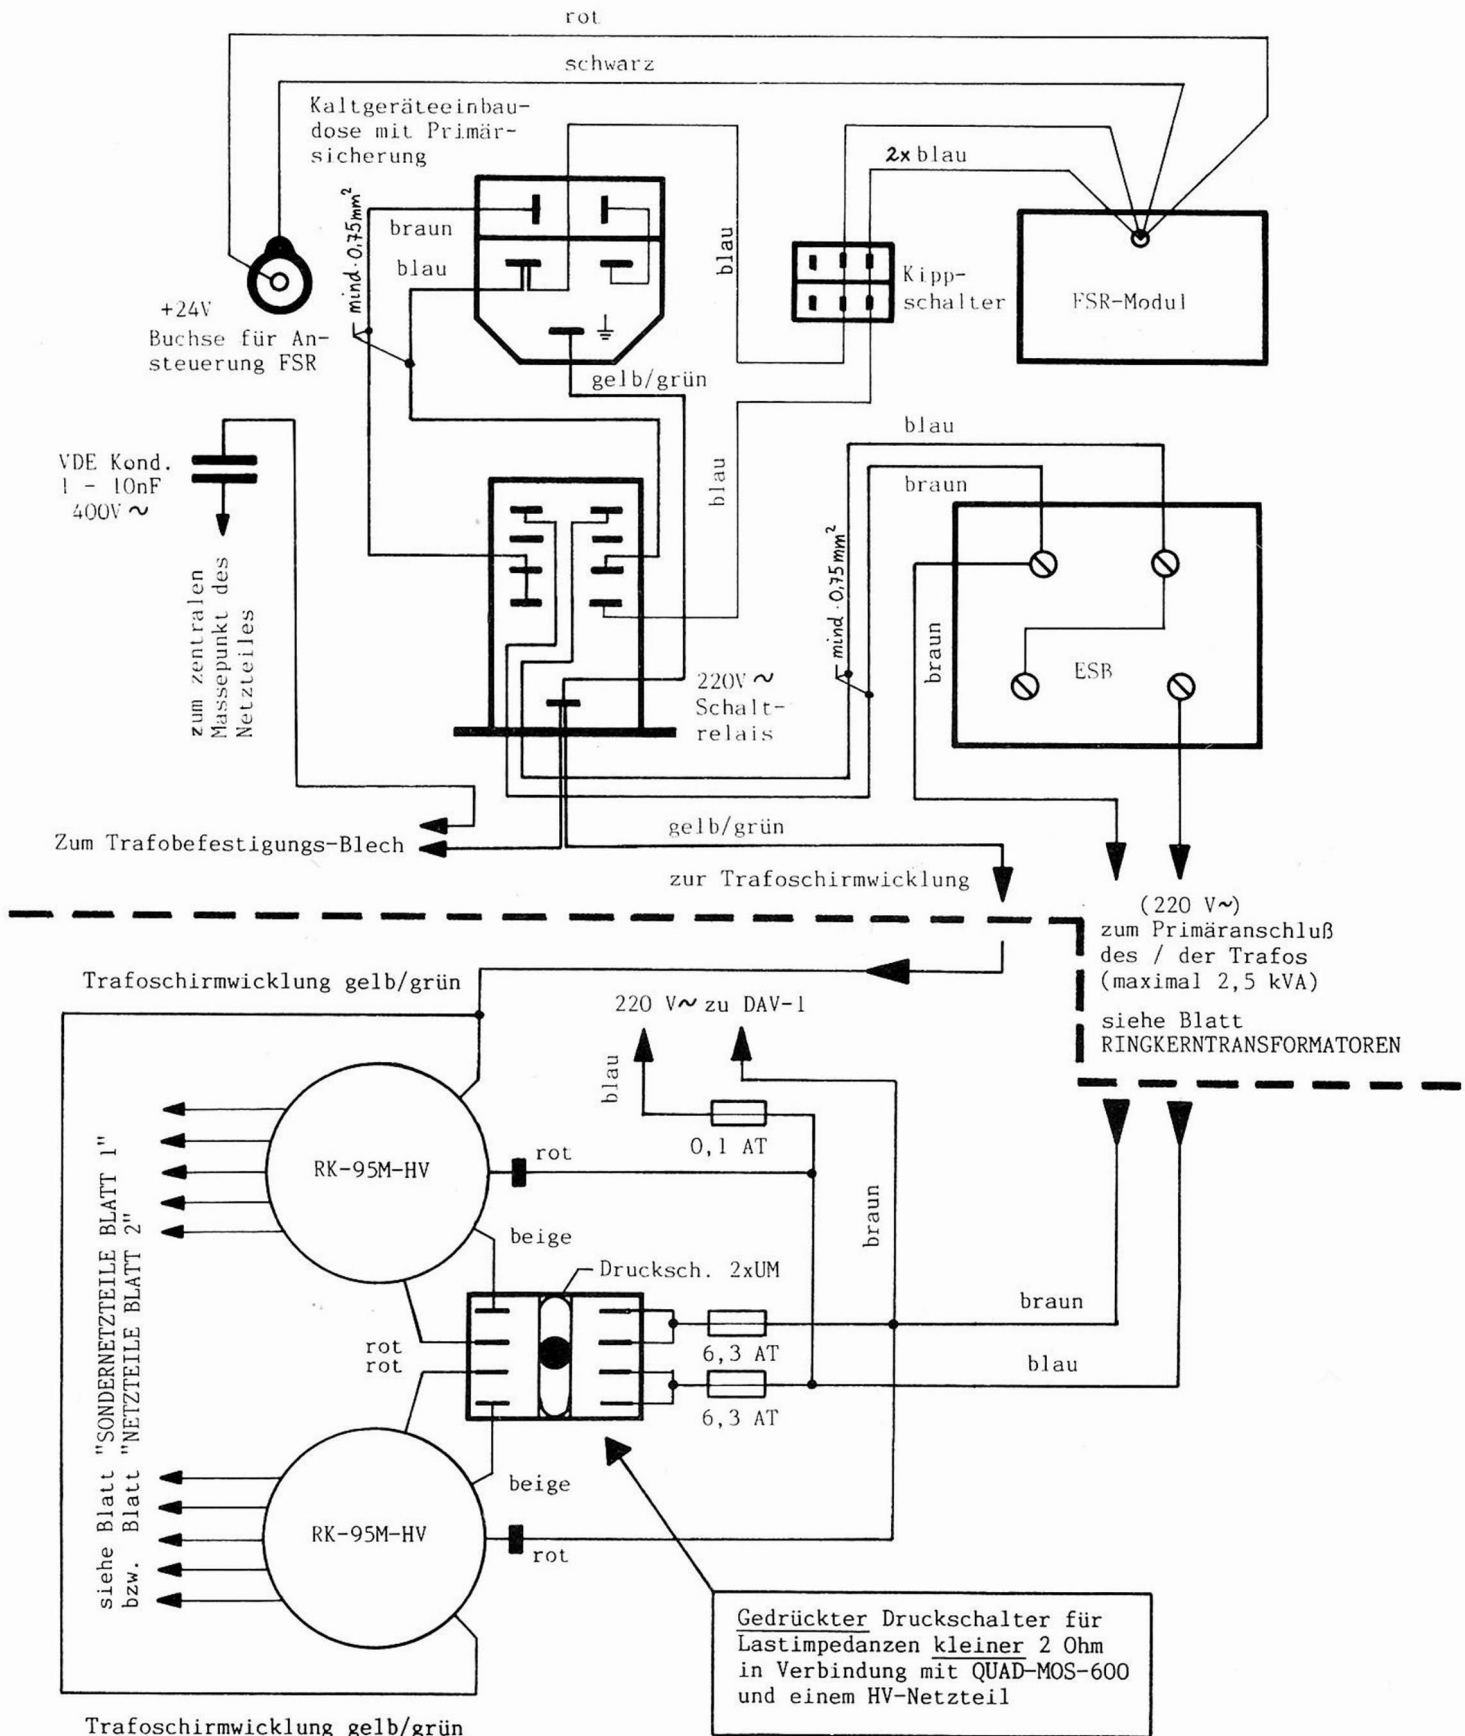 rot
schwarz
Kaltgeräteeinbau-
dose mit Primär-
sicherung
2x blau
mind. 0,75mm²
braun
blau
blau
+24V
Buchse für An-
steuerung FSR
Kipp-
schalter
FSR-Modul
gelb/grün
VDE Kond.
1 - 10nF
400V ~
zum zentralen
Massepunkt des
Netzteiles
blau
blau
braun
mind. 0,75mm²
braun
ESB
220V ~
Schalt-
relais
gelb/grün
Zum Trafobefestigungs-Blech
zur Trafoschirmwicklung
(220 V~)
zum Primäranschluß
des / der Trafos
(maximal 2,5 kVA)
siehe Blatt
RINGKERNTRANSFORMATOREN
Trafoschirmwicklung gelb/grün
220 V~ zu DAV-1
blau
0,1 AT
RK-95M-HV
rot
beige
braun
Drucksch. 2xUM
siehe Blatt "SONDERNETZTEILE BLATT 1"
bzw. Blatt "NETZTEILE BLATT 2"
rot
rot
6,3 AT
braun
blau
6,3 AT
beige
RK-95M-HV
rot
Gedrückter Druckschalter für
Lastimpedanzen kleiner 2 Ohm
in Verbindung mit QUAD-MOS-600
und einem HV-Netzteil
Trafoschirmwicklung gelb/grün